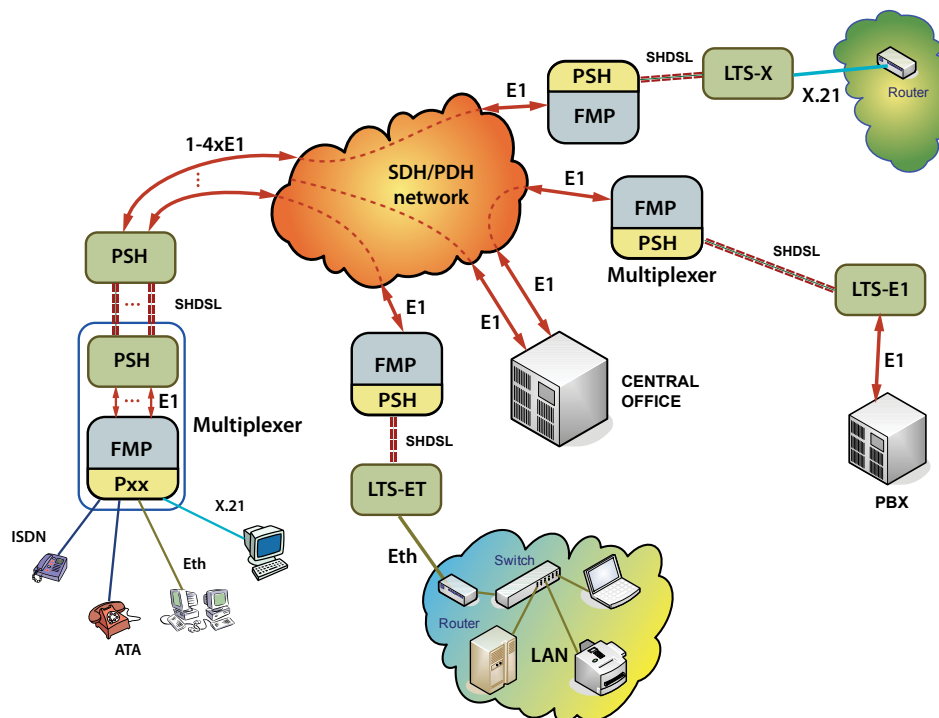 SHDSL
PSH
FMP
LTS-X
X.21
Router
E1
1-4xE1
...
SDH/PDH
network
E1
FMP
PSH
Multiplexer
SHDSL
LTS-E1
E1
PBX
PSH
...
SHDSL
PSH
...
E1
Multiplexer
FMP
Pxx
ISDN
ATA
Eth
X.21
E1
FMP
PSH
SHDSL
LTS-ET
Eth
E1
E1
CENTRAL
OFFICE
Switch
Router
LAN